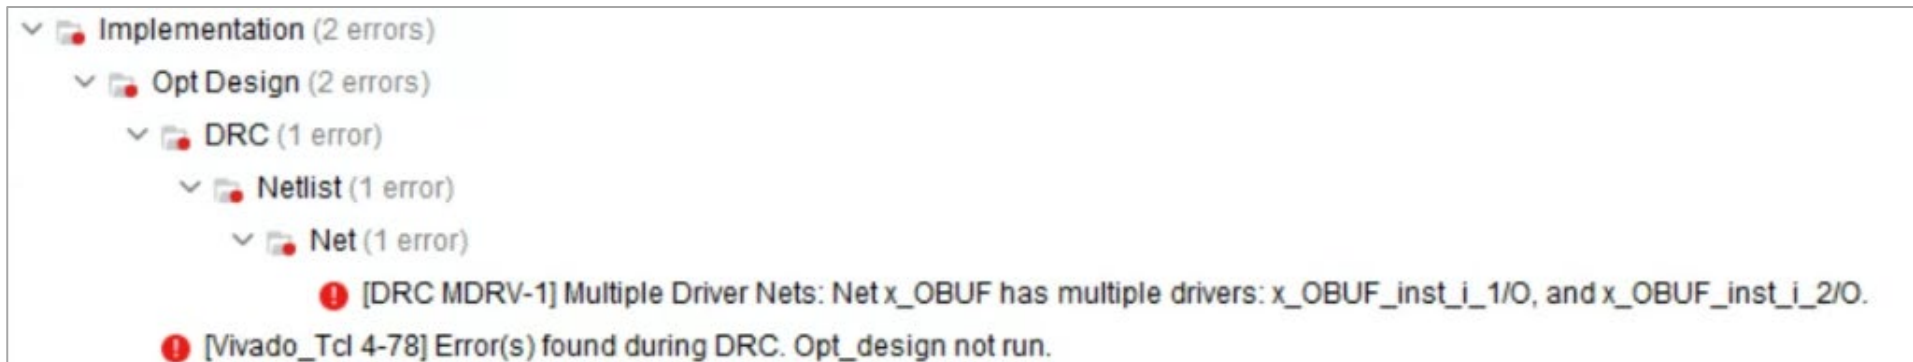 Implementation (2 errors)
Opt Design (2 errors)
DRC (1 error)
Netlist (1 error)
Net (1 error)
[DRC MDRV-1] Multiple Driver Nets: Net x_OBUF has multiple drivers: x_OBUF_inst_i_1/O, and x_OBUF_inst_i_2/O.
[Vivado_Tcl 4-78] Error(s) found during DRC. Opt_design not run.